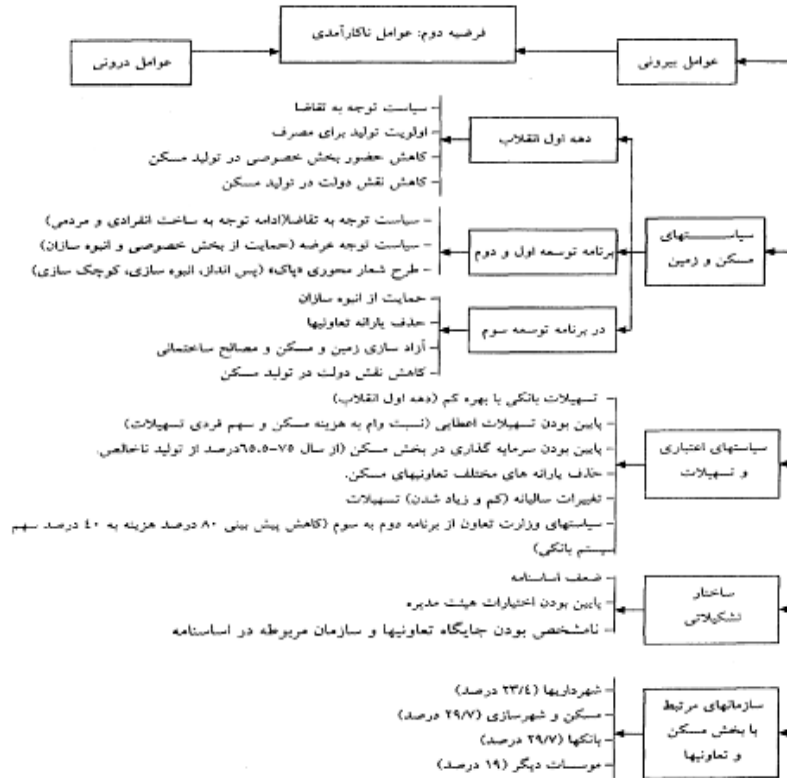 فرضیه دوم: عوامل ناکارآمدی
عوامل بیرونی
عوامل درونی
سیاستهای
مسکن و زمین
دهه اول انقلاب
– سیاست توجه به تقاضا
– اولویت تولید برای مصرف
– کاهش حضور بخش خصوصی در تولید مسکن
– کاهش نقش دولت در تولید مسکن
برنامه توسعه اول و دوم
– سیاست توجه به تقاضا(ادامه توجه به ساخت انفرادی و مردمی)
– سیاست توجه عرضه (حمایت از بخش خصوصی و انبوه سازان)
– طرح شعار محوری «پاک» (پس انداز، انبوه سازی، کوچک سازی)
در برنامه توسعه سوم
– حمایت از انبوه سازان
– حذف یارانه تعاونیها
– آزاد سازی زمین و مسکن و مصالح ساختمانی
– کاهش نقش دولت در تولید مسکن
سیاستهای اعتباری
و تسهیلات
– تسهیلات بانکی با بهره کم (دهه اول انقلاب)
– پایین بودن تسهیلات اعطایی (نسبت وام به هزینه مسکن و سهم فردی تسهیلات)
– پایین بودن سرمایه گذاری در بخش مسکن (از سال ۷۵-۶۵،۵درصد از تولید ناخالص.
– حذف یارانه های مختلف تعاونیهای مسکن.
– تغییرات سالیانه (کم و زیاد شدن) تسهیلات
– سیاستهای وزارت تعاون از برنامه دوم به سوم (کاهش پیش بینی ۸۰ درصد هزینه به ۴۰ درصد سهم
سیستم بانکی)
ساختار
تشکیلاتی
– ضعف اساسنامه
– پایین بودن اختیارات هیئت مدیره
– نامشخص بودن جایگاه تعاونیها و سازمان مربوطه در اساسنامه
سازمانهای مرتبط
با بخش مسکن
و تعاونیها
– شهرداریها (۲۳/۴ درصد)
– مسکن و شهرسازی (۲۹/۷ درصد)
– بانکها (۲۹/۷ درصد)
– موسسات دیگر (۱۹ درصد)